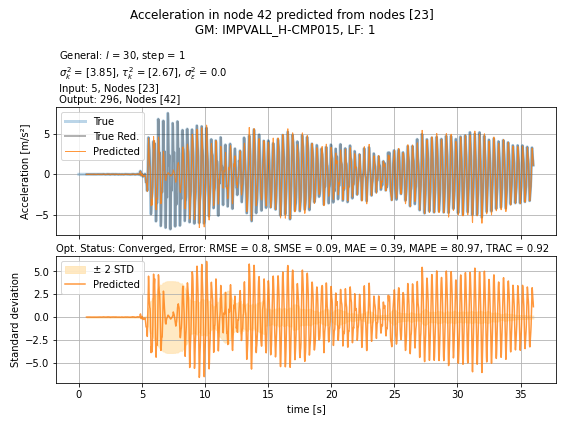 Acceleration in node 42 predicted from nodes [23]
GM: IMPVALL_H-CMP015, LF: 1
General: l = 30, step = 1
σ²ₖ = [3.85], τ²ₖ = [2.67], σ²ε = 0.0
Input: 5, Nodes [23]
Output: 296, Nodes [42]
True
True Red.
Predicted
Acceleration [m/s²]
5
0
−5
Opt. Status: Converged, Error: RMSE = 0.8, SMSE = 0.09, MAE = 0.39, MAPE = 80.97, TRAC = 0.92
± 2 STD
Predicted
Standard deviation
5.0
2.5
0.0
−2.5
−5.0
0 5 10 15 20 25 30 35
time [s]